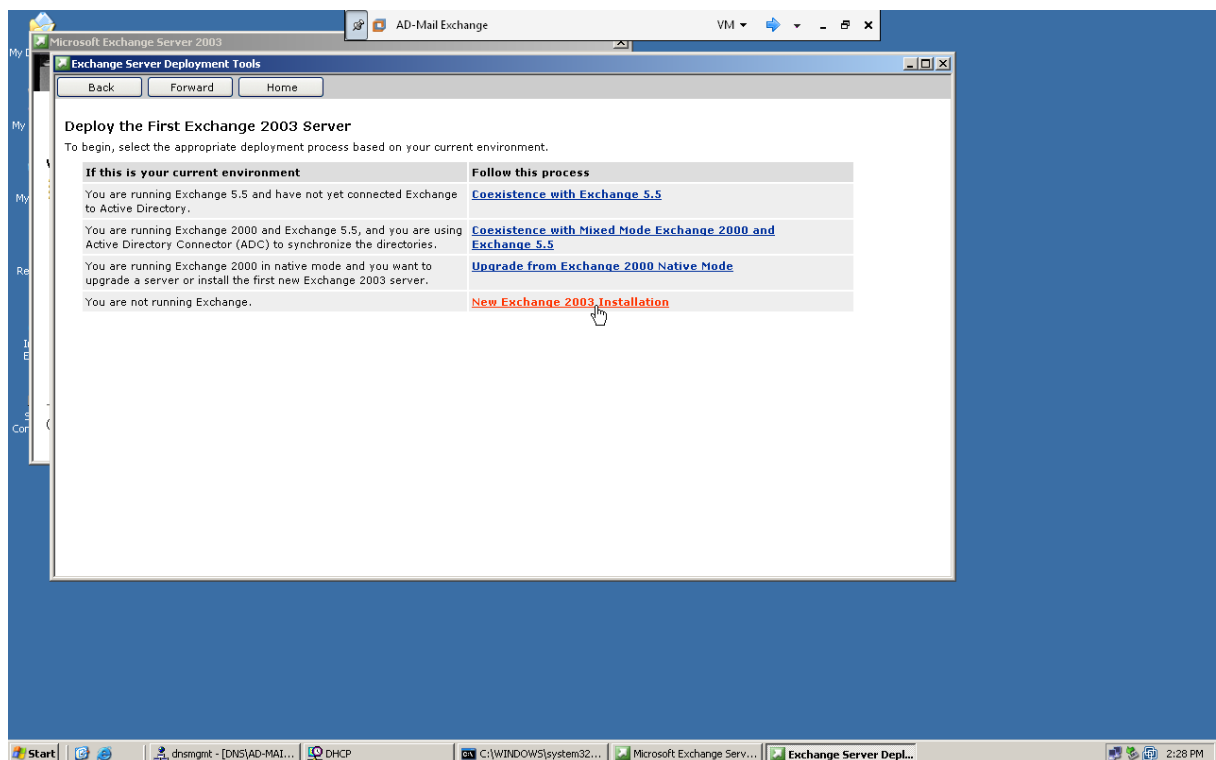 AD-Mail Exchange
VM
Microsoft Exchange Server 2003
Exchange Server Deployment Tools
Back Forward Home
Deploy the First Exchange 2003 Server
To begin, select the appropriate deployment process based on your current environment.
If this is your current environment Follow this process
You are running Exchange 5.5 and have not yet connected Exchange
to Active Directory.
Coexistence with Exchange 5.5
You are running Exchange 2000 and Exchange 5.5, and you are using
Active Directory Connector (ADC) to synchronize the directories.
Coexistence with Mixed Mode Exchange 2000 and
Exchange 5.5
You are running Exchange 2000 in native mode and you want to
upgrade a server or install the first new Exchange 2003 server.
Upgrade from Exchange 2000 Native Mode
You are not running Exchange.
New Exchange 2003 Installation
My
My
My
Re
Con
Start dnsmgmt - [DNS\AD-MAI... DHCP C:\WINDOWS\system32... Microsoft Exchange Serv... Exchange Server Depl... 2:28 PM